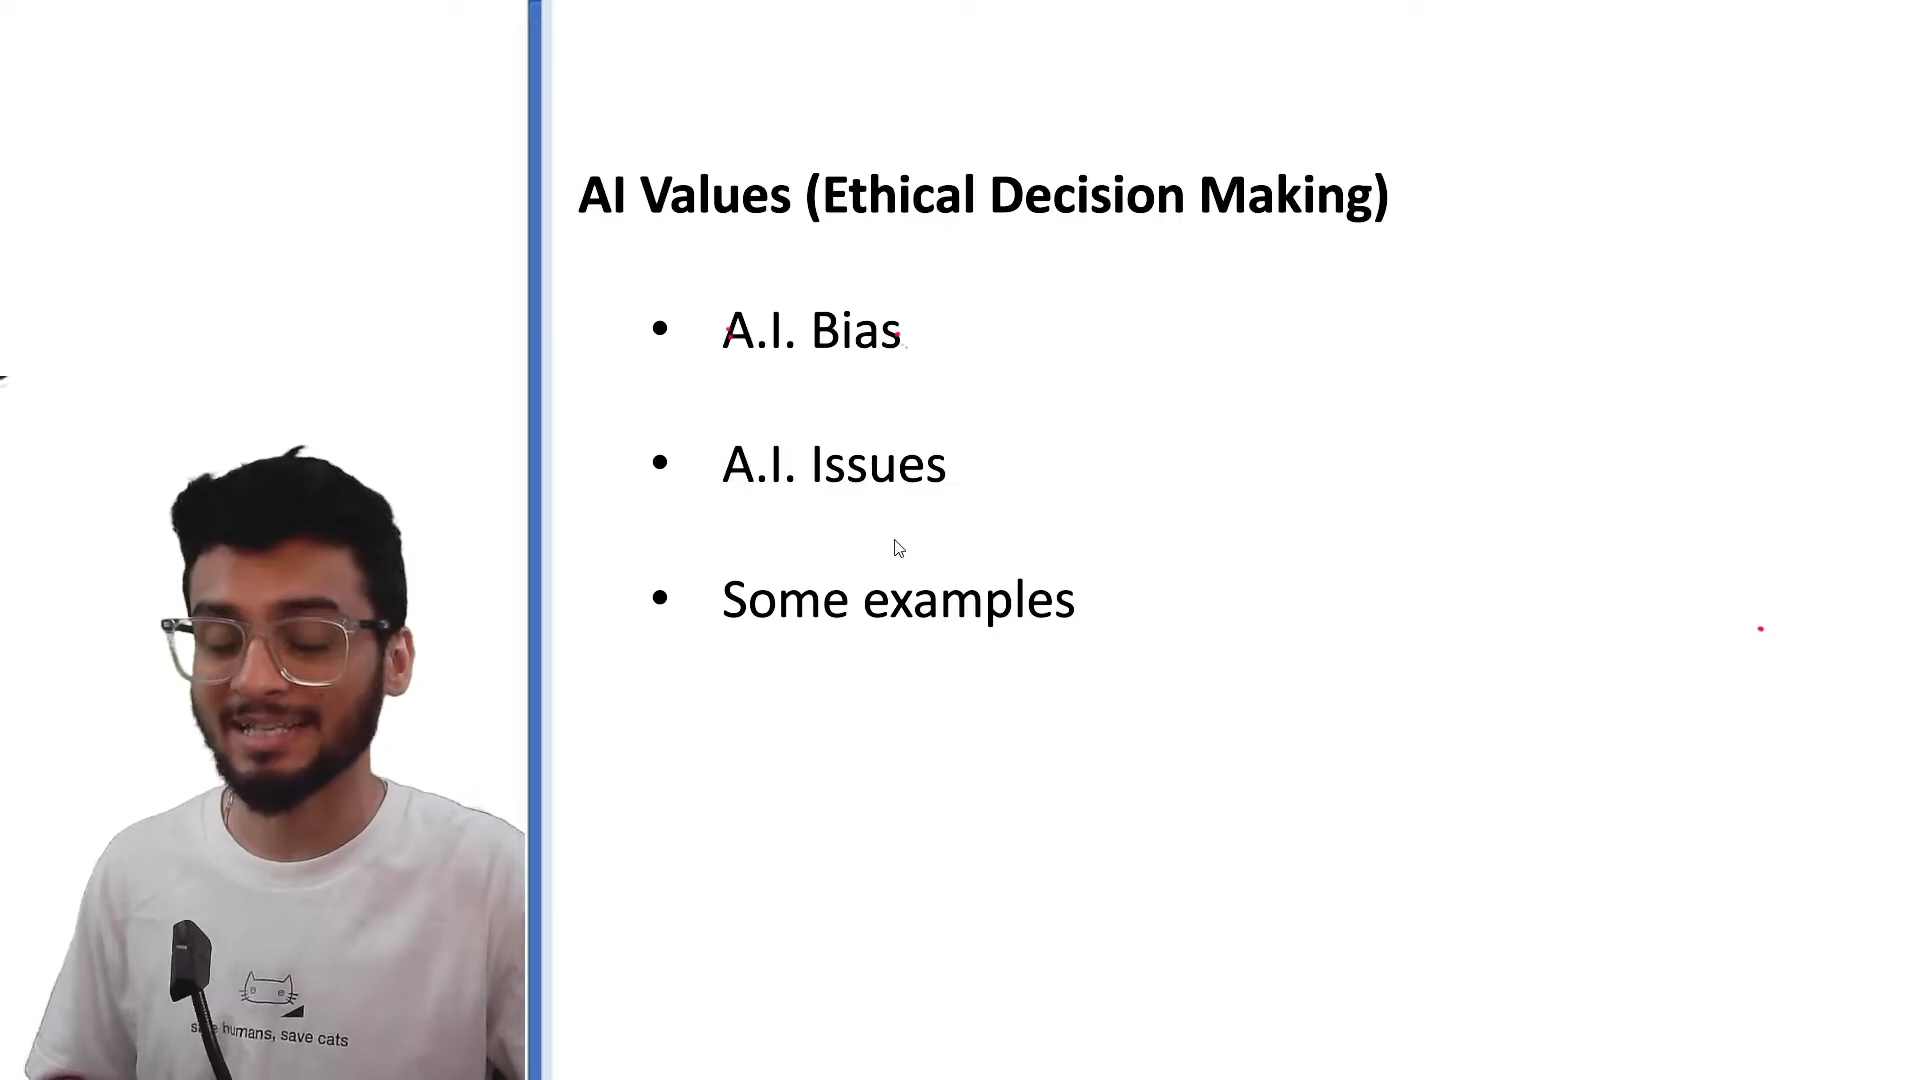 AI Values (Ethical Decision Making)
• A.I. Bias
• A.I. Issues
• Some examples
humans, save cats